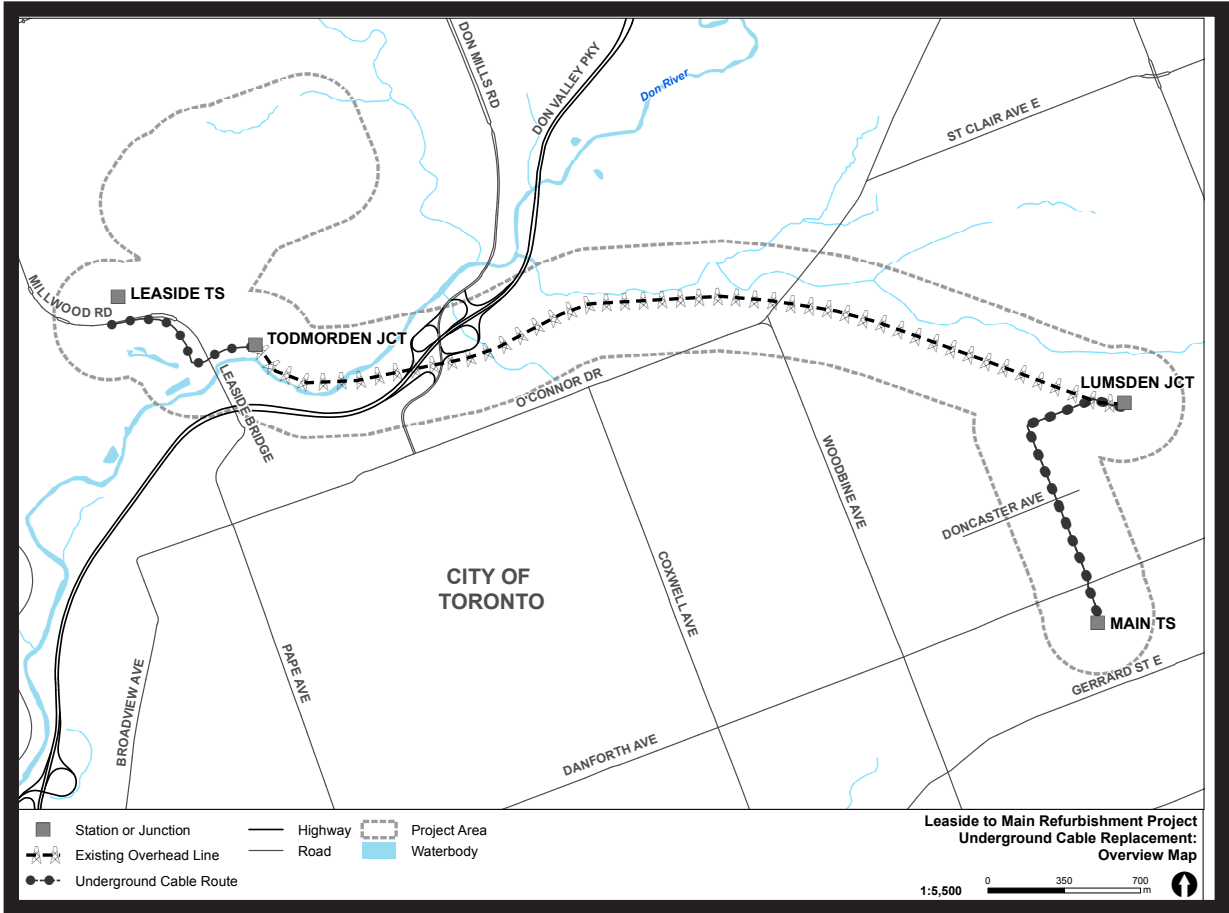 DON MILLS RD
DON VALLEY PKY
Don River
ST CLAIR AVE E
MILLWOOD RD
LEASIDE TS
TODMORDEN JCT
LEASIDE BRIDGE
O'CONNOR DR
LUMSDEN JCT
WOODBINE AVE
DONCASTER AVE
CITY OF
TORONTO
COXWELL AVE
MAIN TS
PAPE AVE
BROADVIEW AVE
GERRARD ST E
DANFORTH AVE
Station or Junction
Existing Overhead Line
Underground Cable Route
Highway
Road
Project Area
Waterbody
Leaside to Main Refurbishment Project
Underground Cable Replacement:
Overview Map
1:5,500
0 350 700
m